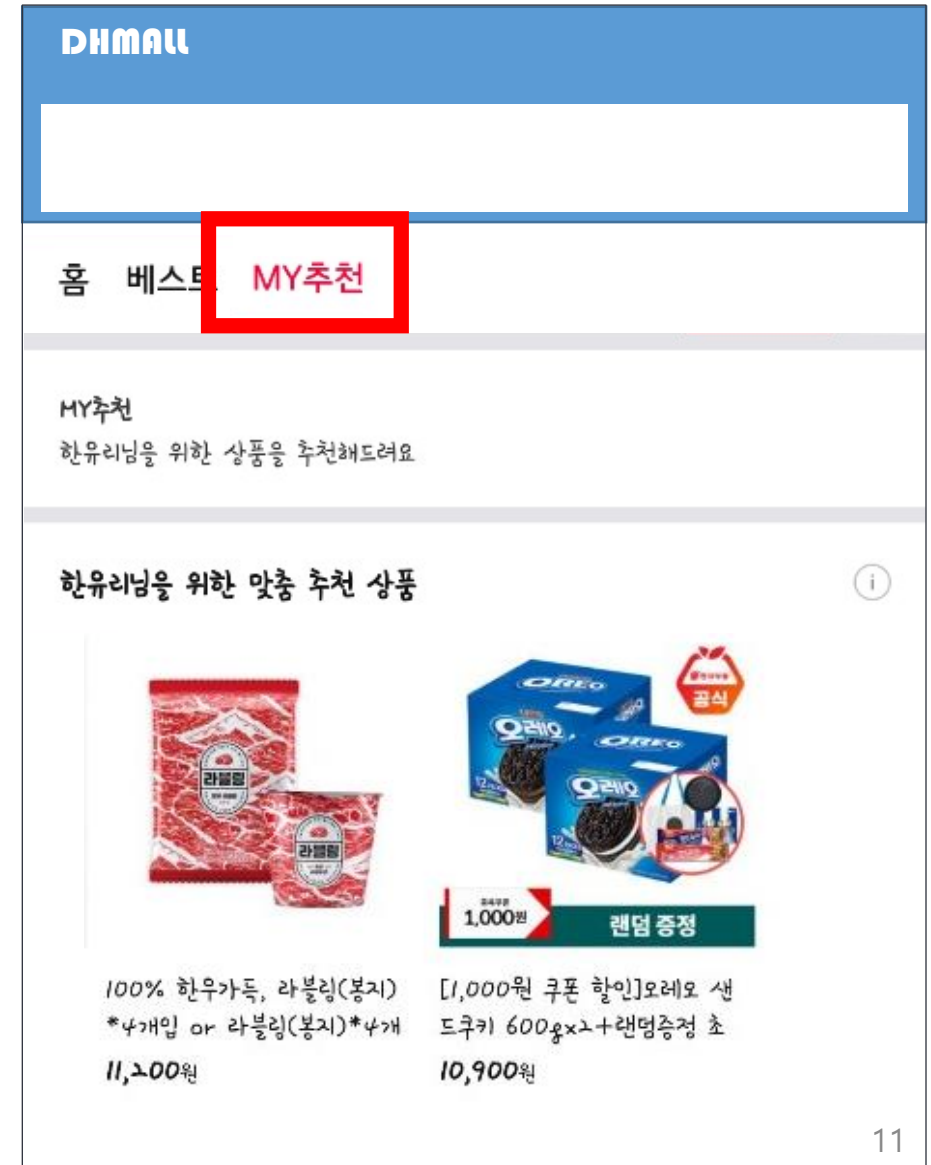 DHMALL
홈 베스트 MY추천
MY추천
한유리님을 위한 상품을 추천해드려요
한유리님을 위한 맞춤 추천 상품
i
라블링
라블링
OREO
오레오
OREO
오레오
공식
1,000원
랜덤 증정
100% 한우가득, 라블링(봉지)
*4개입 or 라블링(봉지)*4개
11,200원
[1,000원 쿠폰 할인]오레오 샌
드쿠키 600gx2+랜덤증정 초
10,900원
11